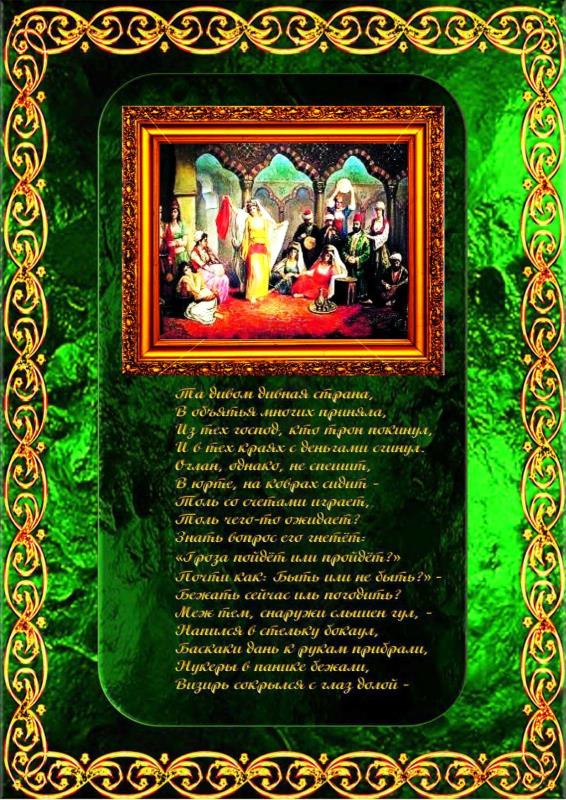 Та дивом дивная страна,
В объятья многих приняла,
Из тех господ, кто трон покинул,
И в тех краях с деньгами сгинул.
Оглан, однако, не спешит,
В юрте, на коврах сидит -
Толь со счетами играет,
Толь чего-то ожидает?
Знать вопрос его гнетёт:
«Гроза пойдёт или пройдёт?»
Почти как: Быть или не быть?» -
Бежать сейчас иль погодить?
Меж тем, снаружи слышен гул, -
Напился в стельку бокаул,
Баскаки дань к рукам прибрали,
Нукеры в панике бежали,
Визирь сокрылся с глаз долой -